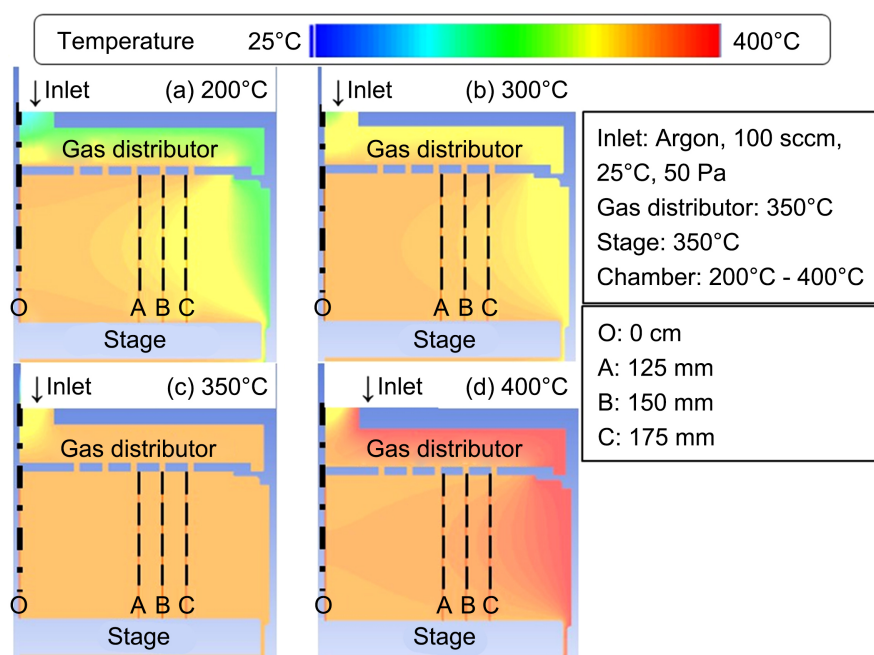 Temperature 25°C 400°C
↓Inlet (a) 200°C
Gas distributor
O A B C
Stage
↓Inlet (b) 300°C
Gas distributor
O A B C
Stage
Inlet: Argon, 100 sccm,
25°C, 50 Pa
Gas distributor: 350°C
Stage: 350°C
Chamber: 200°C - 400°C
O: 0 cm
A: 125 mm
B: 150 mm
C: 175 mm
↓Inlet (c) 350°C
Gas distributor
O A B C
Stage
↓Inlet (d) 400°C
Gas distributor
O A B C
Stage